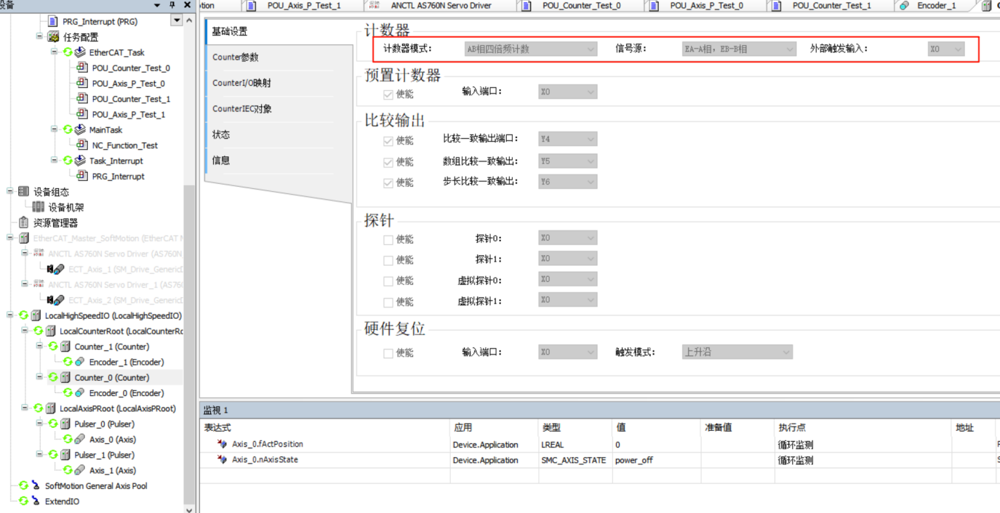 设备
tion
POU_Axis_P_Test_1
ANCTL AS760N Servo Driver
POU_Counter_Test_0
POU_Axis_P_Test_0
POU_Counter_Test_1
Encoder_1
PRG_Interrupt (PRG)
任务配置
EtherCAT_Task
POU_Counter_Test_0
POU_Axis_P_Test_0
POU_Counter_Test_1
POU_Axis_P_Test_1
MainTask
NC_Function_Test
Task_Interrupt
PRG_Interrupt
设备组态
设备机架
资源管理器
EtherCAT_Master_SoftMotion (EtherCAT M
ANCTL AS760N Servo Driver (AS760N_
ECT_Axis_1 (SM_Drive_GenericD
ANCTL AS760N Servo Driver_1 (AS760
ECT_Axis_2 (SM_Drive_GenericD
LocalHighSpeedIO (LocalHighSpeedIO)
LocalCounterRoot (LocalCounterRo
Counter_1 (Counter)
Encoder_1 (Encoder)
Counter_0 (Counter)
Encoder_0 (Encoder)
LocalAxisPRoot (LocalAxisPRoot)
Pulser_0 (Pulser)
Axis_0 (Axis)
Pulser_1 (Pulser)
Axis_1 (Axis)
SoftMotion General Axis Pool
ExtendIO
基础设置
Counter参数
CounterI/O映射
CounterIEC对象
状态
信息
计数器
计数器模式: AB相四倍频计数 信号源: EA-A相, EB-B相 外部触发输入: X0
预置计数器
使能 输入端口: X0
比较输出
使能 比较一致输出端口: Y4
使能 数组比较一致输出: Y5
使能 步长比较一致输出: Y6
探针
使能 探针0: X0
使能 探针1: X0
使能 虚拟探针0: X0
使能 虚拟探针1: X0
硬件复位
使能 输入端口: X0 触发模式: 上升沿
监视 1
表达式 应用 类型 值 准备值 执行点 地址
Axis_0.fActPosition Device.Application LREAL 0 循环监测
Axis_0.nAxisState Device.Application SMC_AXIS_STATE power_off 循环监测